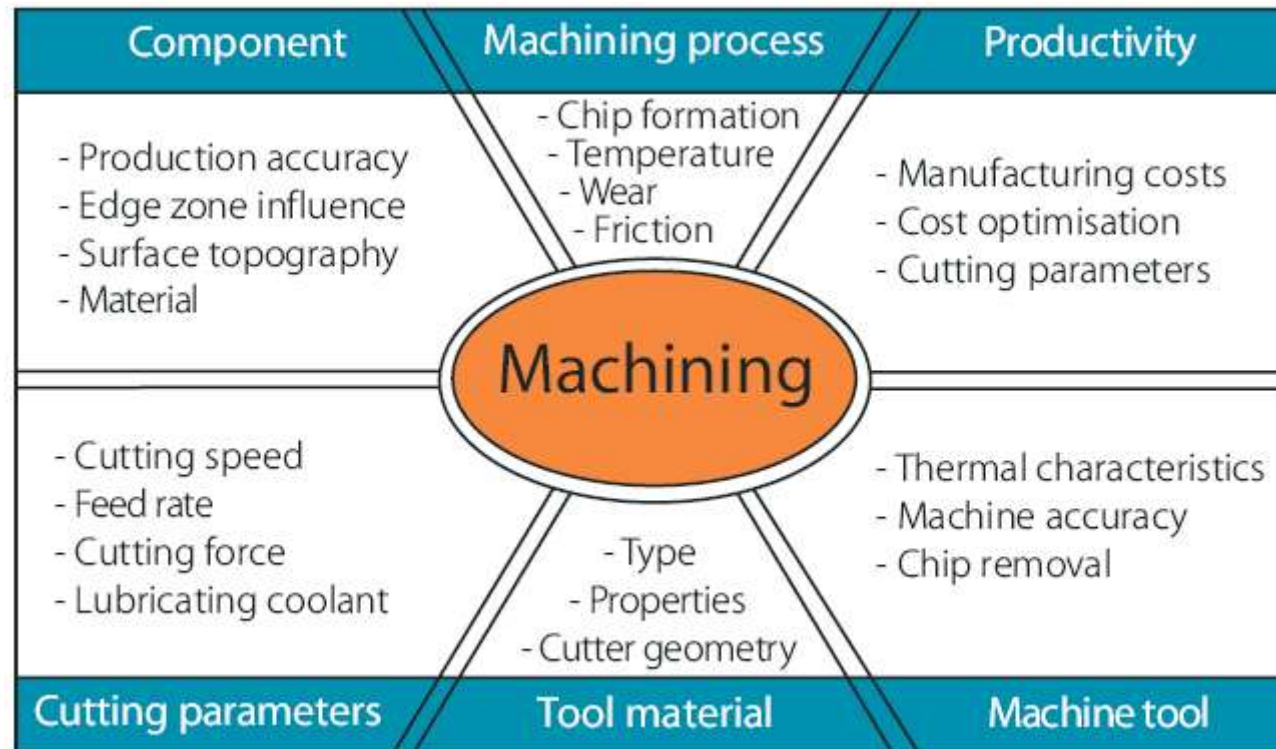 Component
- Production accuracy
- Edge zone influence
- Surface topography
- Material
Machining process
- Chip formation
- Temperature
- Wear
- Friction
Productivity
- Manufacturing costs
- Cost optimisation
- Cutting parameters
Machining
- Cutting speed
- Feed rate
- Cutting force
- Lubricating coolant
Cutting parameters
- Type
- Properties
- Cutter geometry
Tool material
- Thermal characteristics
- Machine accuracy
- Chip removal
Machine tool